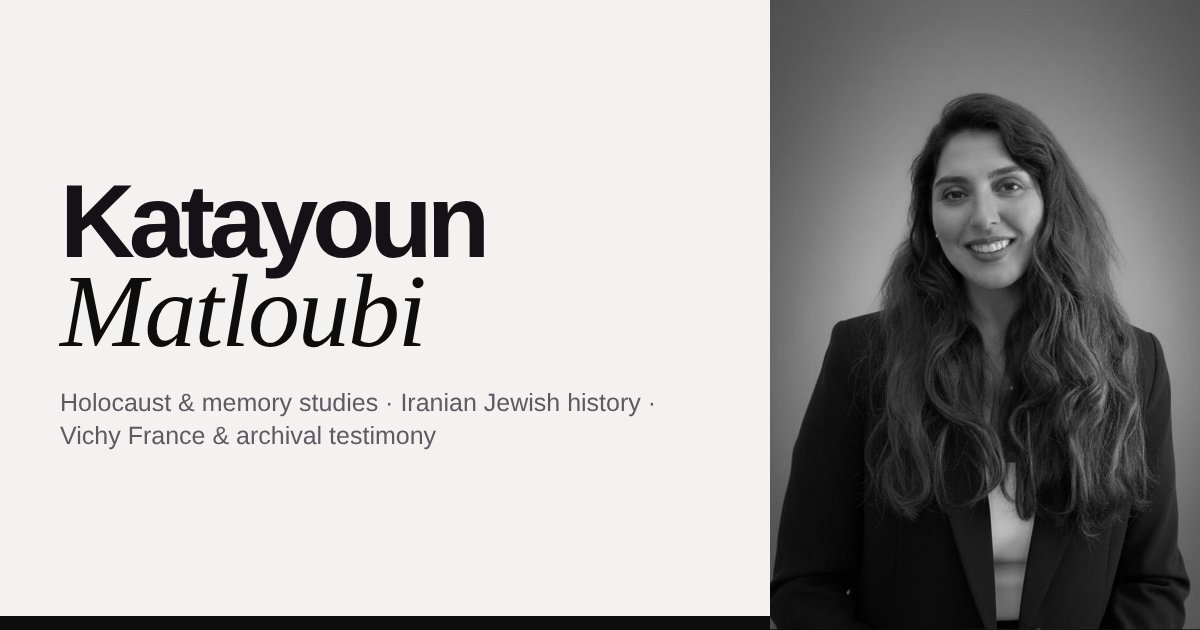 Katayoun
Matloubi
Holocaust & memory studies · Iranian Jewish history ·
Vichy France & archival testimony